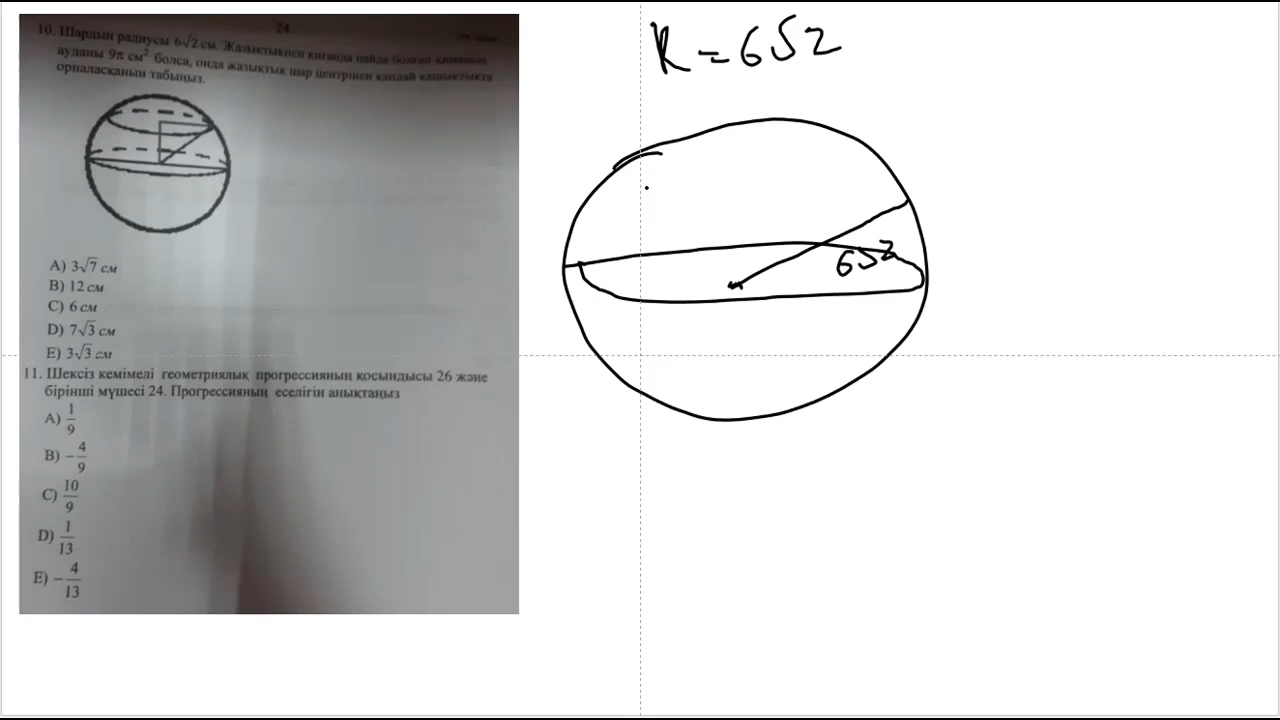 24
10. Шардың радиусы 6√2 см. Жазықтықпен қиғанда пайда болған қиманың
ауданы 9π см² болса, онда жазықтық шар центрінен қандай қашықтықта
орналасқанын табыңыз.
A) 3√7 см
B) 12 см
C) 6 см
D) 7√3 см
E) 3√3 см
11. Шексіз кемімелі геометриялық прогрессияның қосындысы 26 және
бірінші мүшесі 24. Прогрессияның еселігін анықтаңыз
A) 1/9
B) -4/9
C) 10/9
D) 1/13
E) -4/13
R = 6√2
6√2